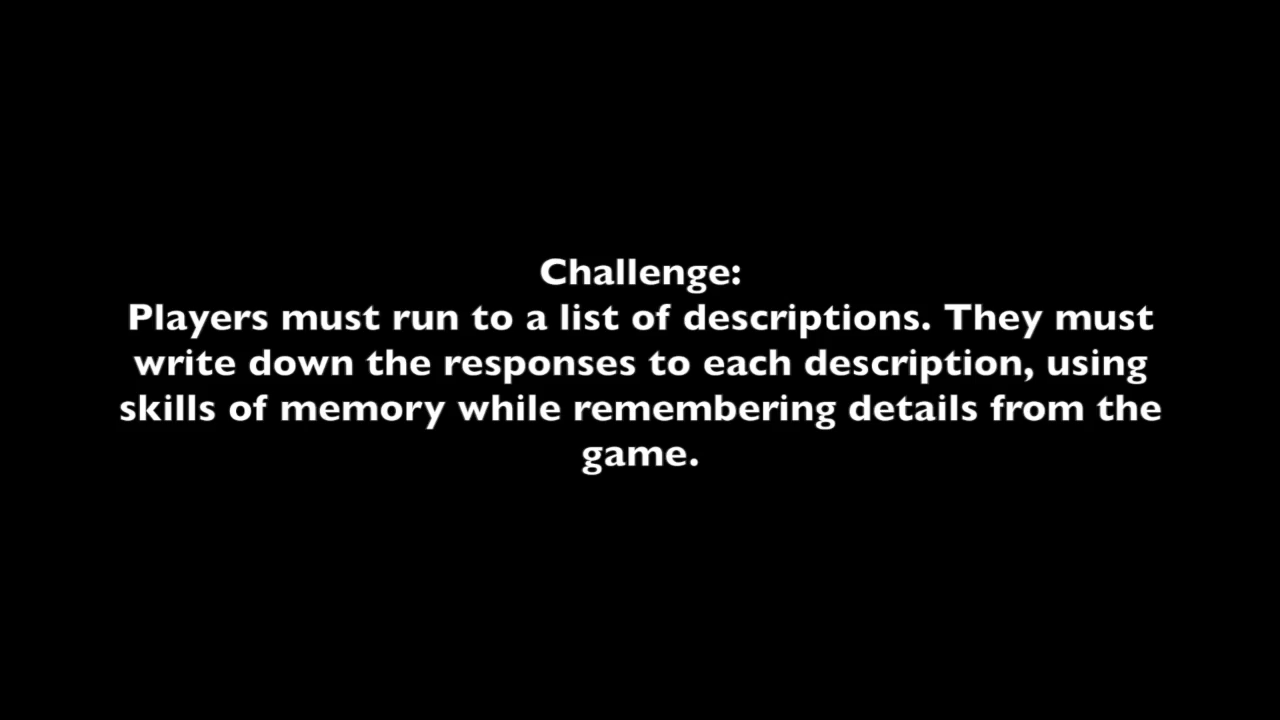 Challenge:
Players must run to a list of descriptions. They must
write down the responses to each description, using
skills of memory while remembering details from the
game.